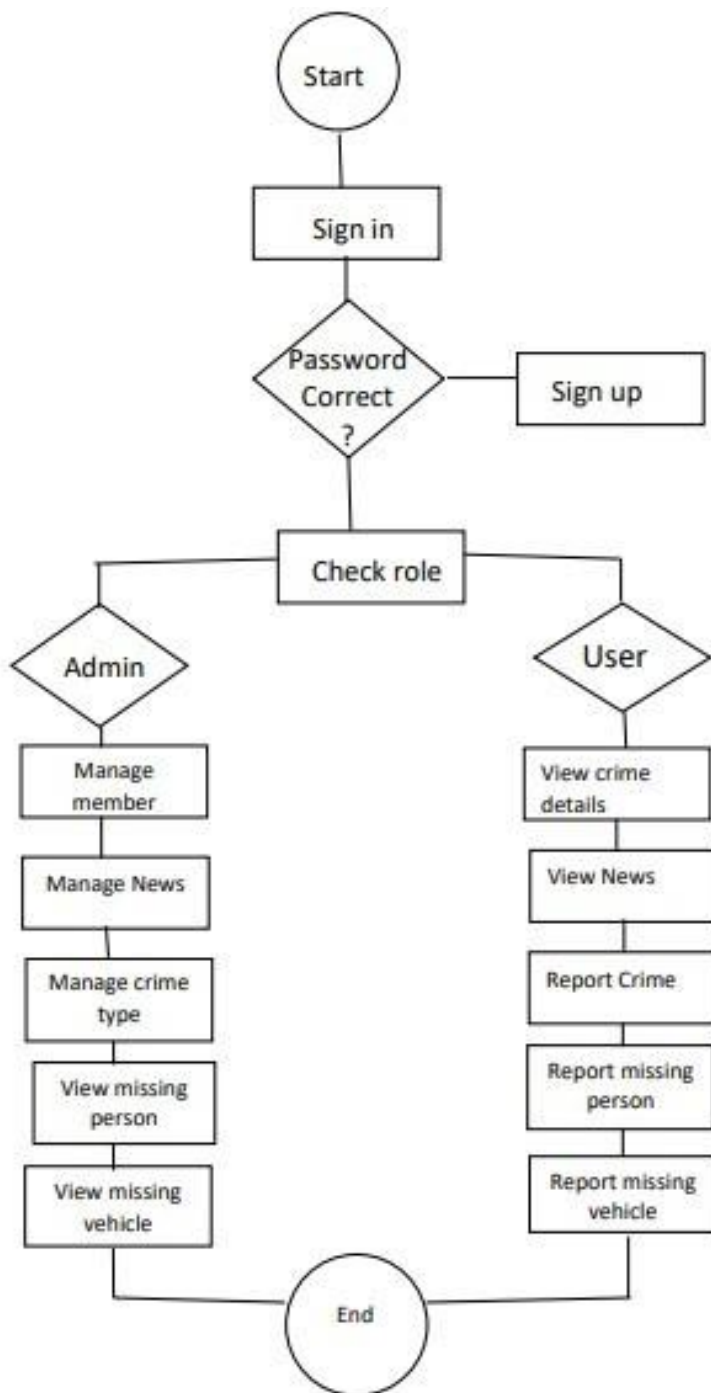 Start
Sign in
Password
Correct
?
Sign up
Check role
Admin
Manage
member
Manage News
Manage crime
type
View missing
person
View missing
vehicle
User
View crime
details
View News
Report Crime
Report missing
person
Report missing
vehicle
End